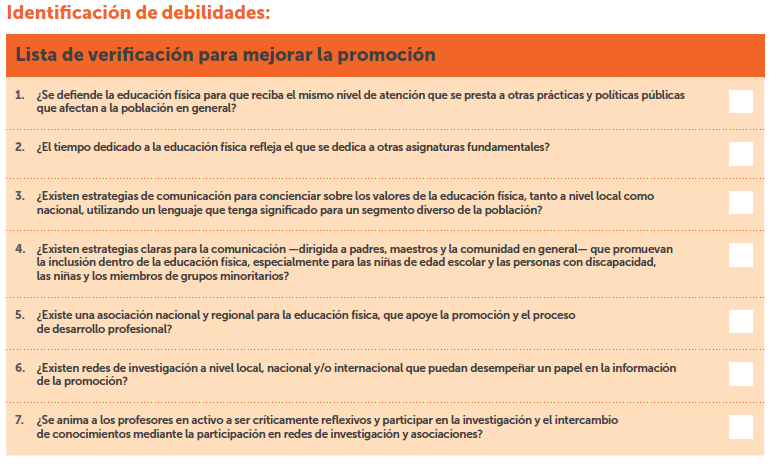 Identificación de debilidades:
Lista de verificación para mejorar la promoción
1. ¿Se defiende la educación física para que reciba el mismo nivel de atención que se presta a otras prácticas y políticas públicas
que afectan a la población en general?
2. ¿El tiempo dedicado a la educación física refleja el que se dedica a otras asignaturas fundamentales?
3. ¿Existen estrategias de comunicación para concienciar sobre los valores de la educación física, tanto a nivel local como
nacional, utilizando un lenguaje que tenga significado para un segmento diverso de la población?
4. ¿Existen estrategias claras para la comunicación —dirigida a padres, maestros y la comunidad en general— que promuevan
la inclusión dentro de la educación física, especialmente para las niñas de edad escolar y las personas con discapacidad,
las niñas y los miembros de grupos minoritarios?
5. ¿Existe una asociación nacional y regional para la educación física, que apoye la promoción y el proceso
de desarrollo profesional?
6. ¿Existen redes de investigación a nivel local, nacional y/o internacional que puedan desempeñar un papel en la información
de la promoción?
7. ¿Se anima a los profesores en activo a ser críticamente reflexivos y participar en la investigación y el intercambio
de conocimientos mediante la participación en redes de investigación y asociaciones?